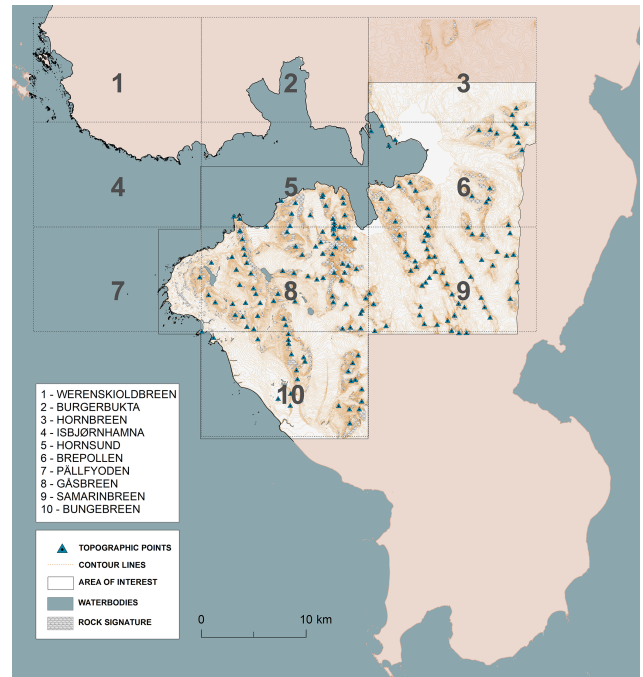 1
2
3
4
5
6
7
8
9
10
1 - WERENSKIOLDBREEN
2 - BURGERBUKTA
3 - HORNBREEN
4 - ISBJØRNHAMNA
5 - HORNSUND
6 - BREPOLLEN
7 - PÄLLFYODEN
8 - GÅSBREEN
9 - SAMARINBREEN
10 - BUNGEBREEN
TOPOGRAPHIC POINTS
CONTOUR LINES
AREA OF INTEREST
WATERBODIES
ROCK SIGNATURE
0 10 km